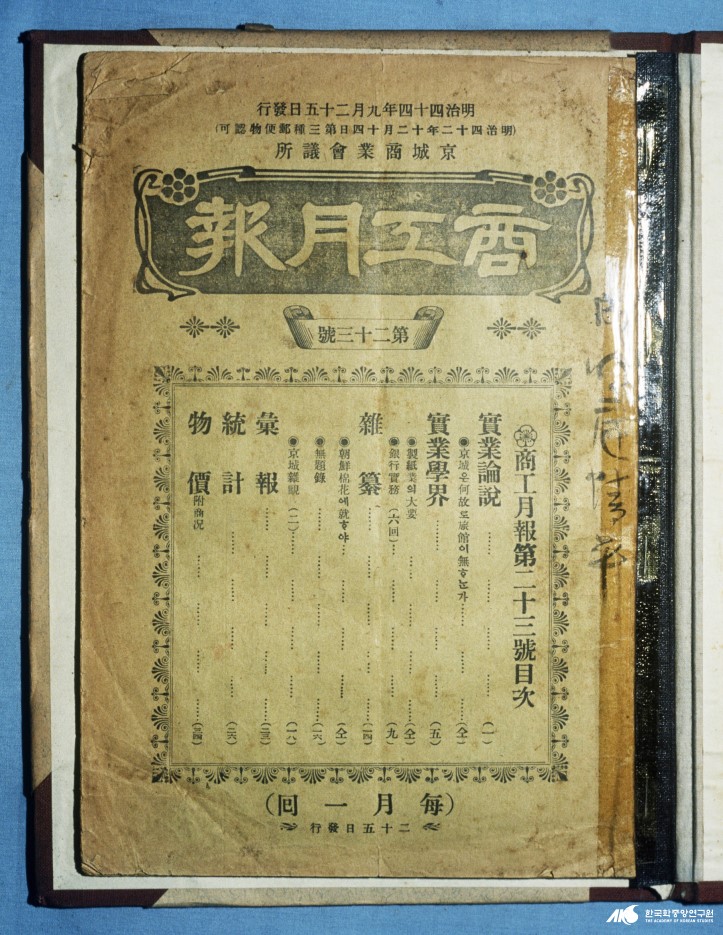 明治四十四年九月二十五日發行
(明治四十二年十二月十四日第三種郵便物認可)
京城商業會議所
商工月報
第二十三號
商工月報第二十三號目次
實業論說 (一)
●京城은何故로旅館이無ᄒᆞᆫ가 (仝)
實業學界 (五)
●製紙業의大要 (仝)
●銀行實務(六回) (九)
雜纂 (一四)
●朝鮮棉花에就ᄒᆞ야 (仝)
●無題錄 (一六)
●京城雜觀(二) (一八)
彙報 (二三)
統計 (二六)
物價附商況 (三四)
(每月一回)
二十五日發行
한국학중앙연구원
THE ACADEMY OF KOREAN STUDIES